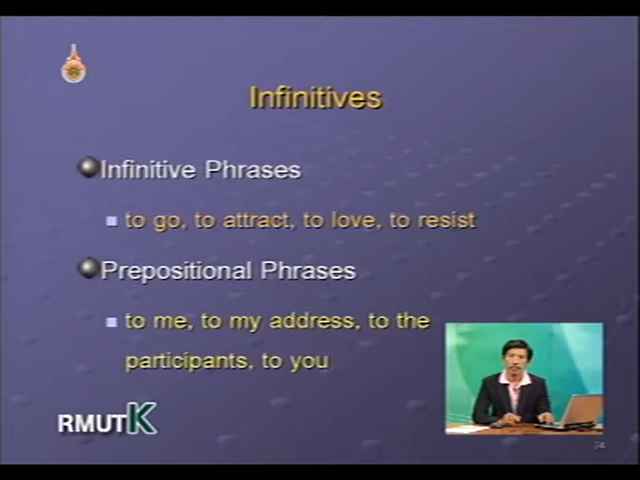 Infinitives
Infinitive Phrases
to go, to attract, to love, to resist
Prepositional Phrases
to me, to my address, to the
participants, to you
RMUTK